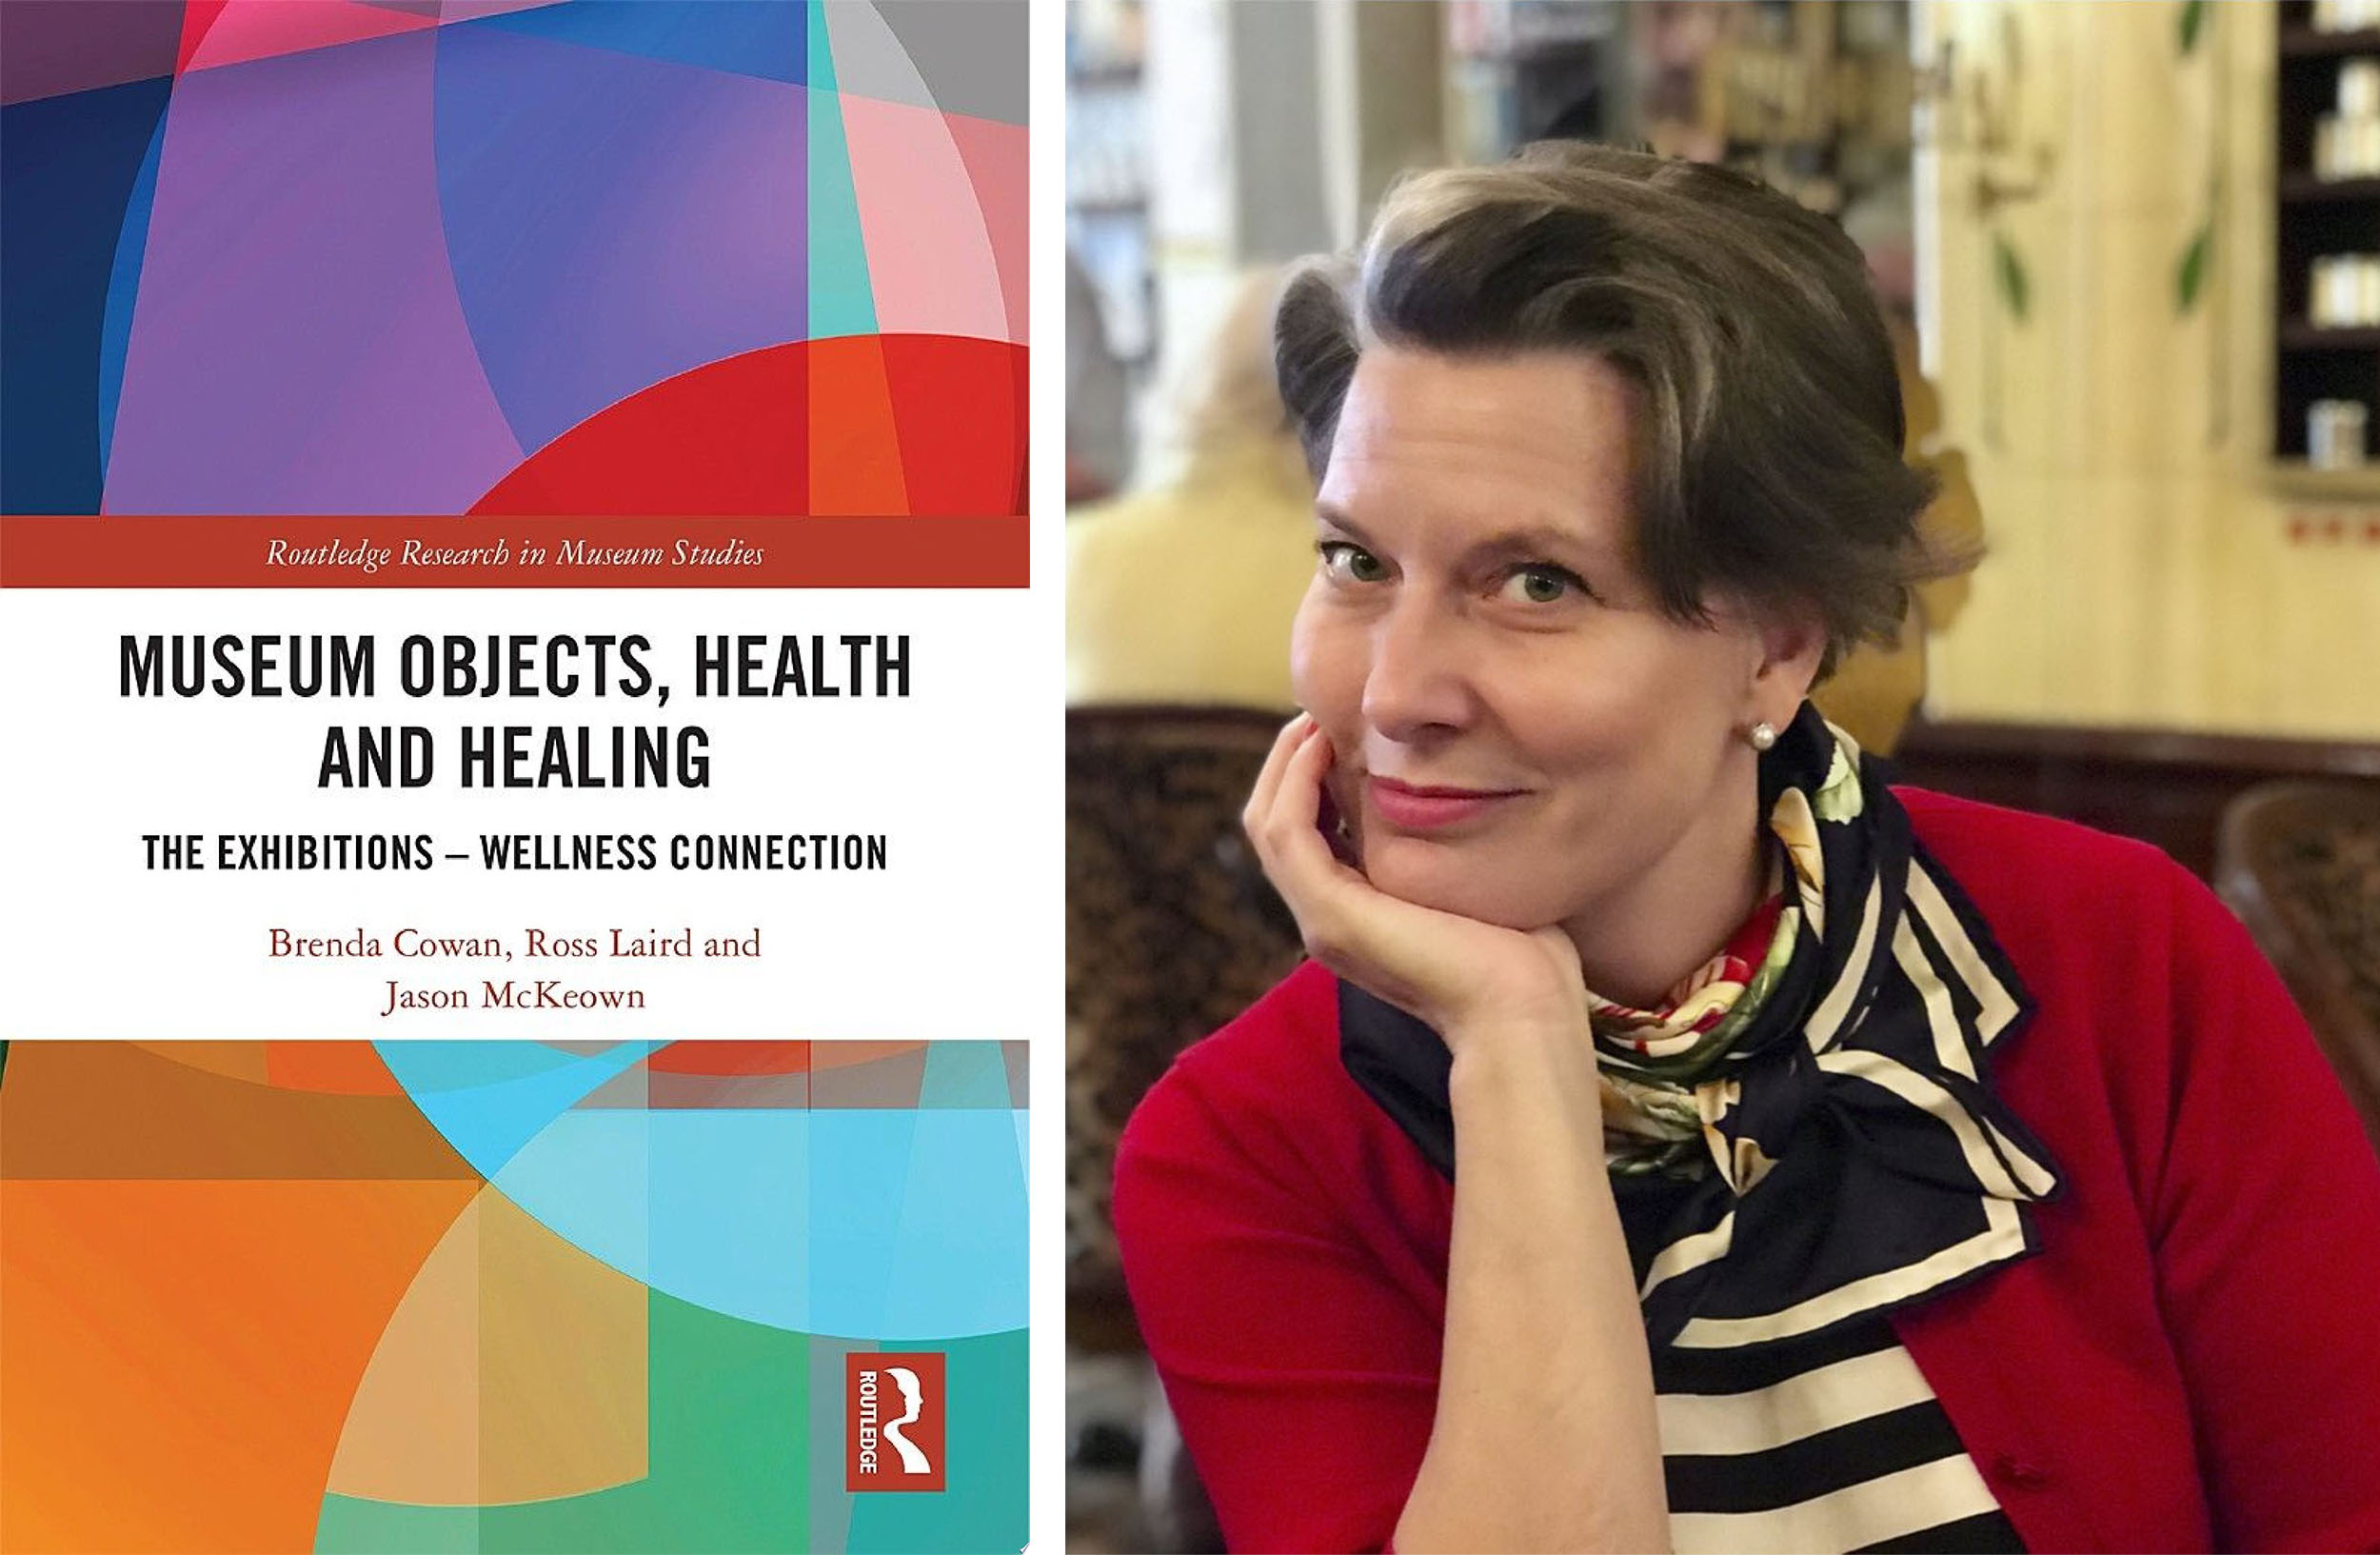 Routledge Research in Museum Studies
MUSEUM OBJECTS, HEALTH
AND HEALING
THE EXHIBITIONS – WELLNESS CONNECTION
Brenda Cowan, Ross Laird and
Jason McKeown
ROUTLEDGE